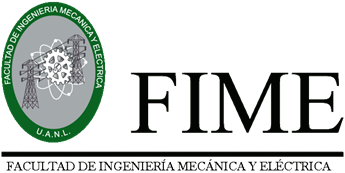 FACULTAD DE INGENIERIA MECANICA Y ELECTRICA
U.A.N.L.
FIME
FACULTAD DE INGENIERÍA MECÁNICA Y ELÉCTRICA